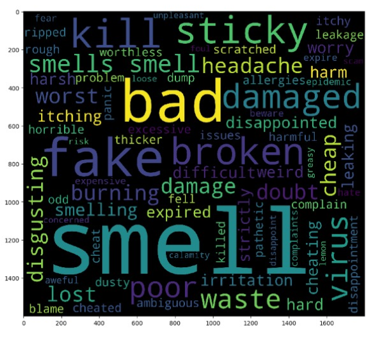 0
fear
unpleasant
itchy
ripped
kill
sticky
leakage
rough
worthless
foul
scratched
expire
scam
200
smells
smell
headache
worry
harsh
problem
loose
dump
allergies
epidemic
harm
400
worst
panic
bad
damaged
itching
beware
disappointed
600
horrible
excessive
issues
harmful
risk
thicker
800
fake
broken
cheap
leaking
expensive
difficult
weird
greasy
hate
burning
damage
doubt
1000
disgusting
odd
fell
strictly
complain
smelling
expired
concerned
1200
smell
virus
cheat
killed
pathetic
disappoint
complaints
lemon
cheating
disappointment
aweful
calamity
1400
dusty
poor
irritation
lost
ambiguous
waste
hard
blame
cheated
0 200 400 600 800 1000 1200 1400 1600